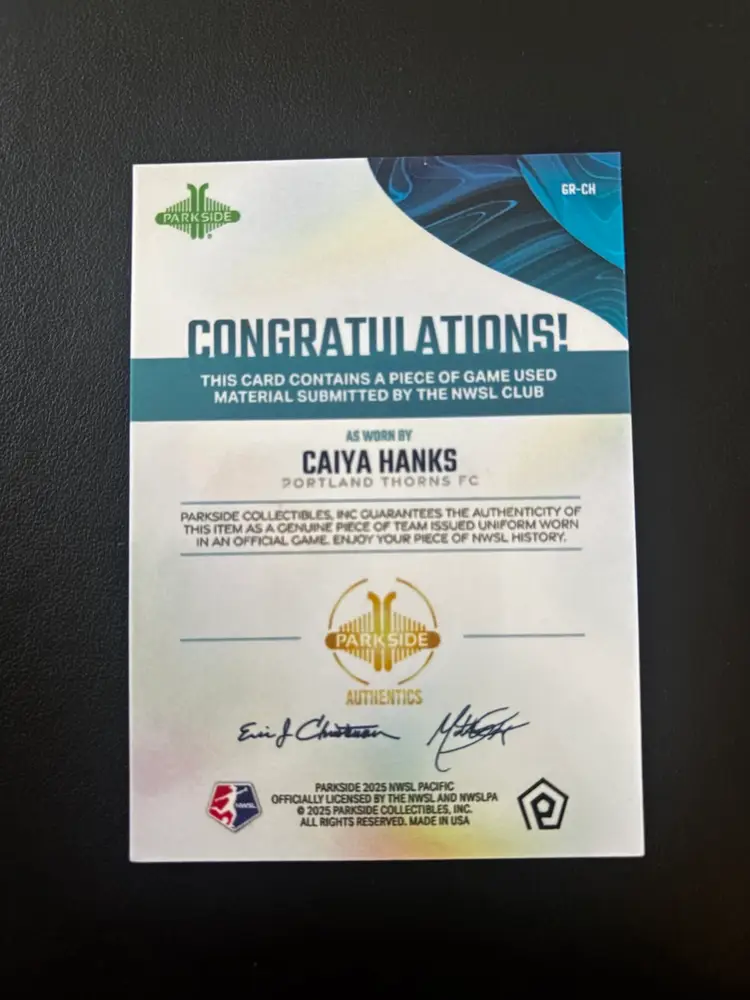 PARKSIDE
®
GR-CH
CONGRATULATIONS!
THIS CARD CONTAINS A PIECE OF GAME USED
MATERIAL SUBMITTED BY THE NWSL CLUB
AS WORN BY
CAIYA HANKS
PORTLAND THORNS FC
PARKSIDE COLLECTIBLES, INC GUARANTEES THE AUTHENTICITY OF
THIS ITEM AS A GENUINE PIECE OF TEAM ISSUED UNIFORM WORN
IN AN OFFICIAL GAME. ENJOY YOUR PIECE OF NWSL HISTORY.
PARKSIDE
AUTHENTICS
Eric J. Christensen
NWSL
PARKSIDE 2025 NWSL PACIFIC
OFFICIALLY LICENSED BY THE NWSL AND NWSLPA
© 2025 PARKSIDE COLLECTIBLES, INC.
ALL RIGHTS RESERVED. MADE IN USA